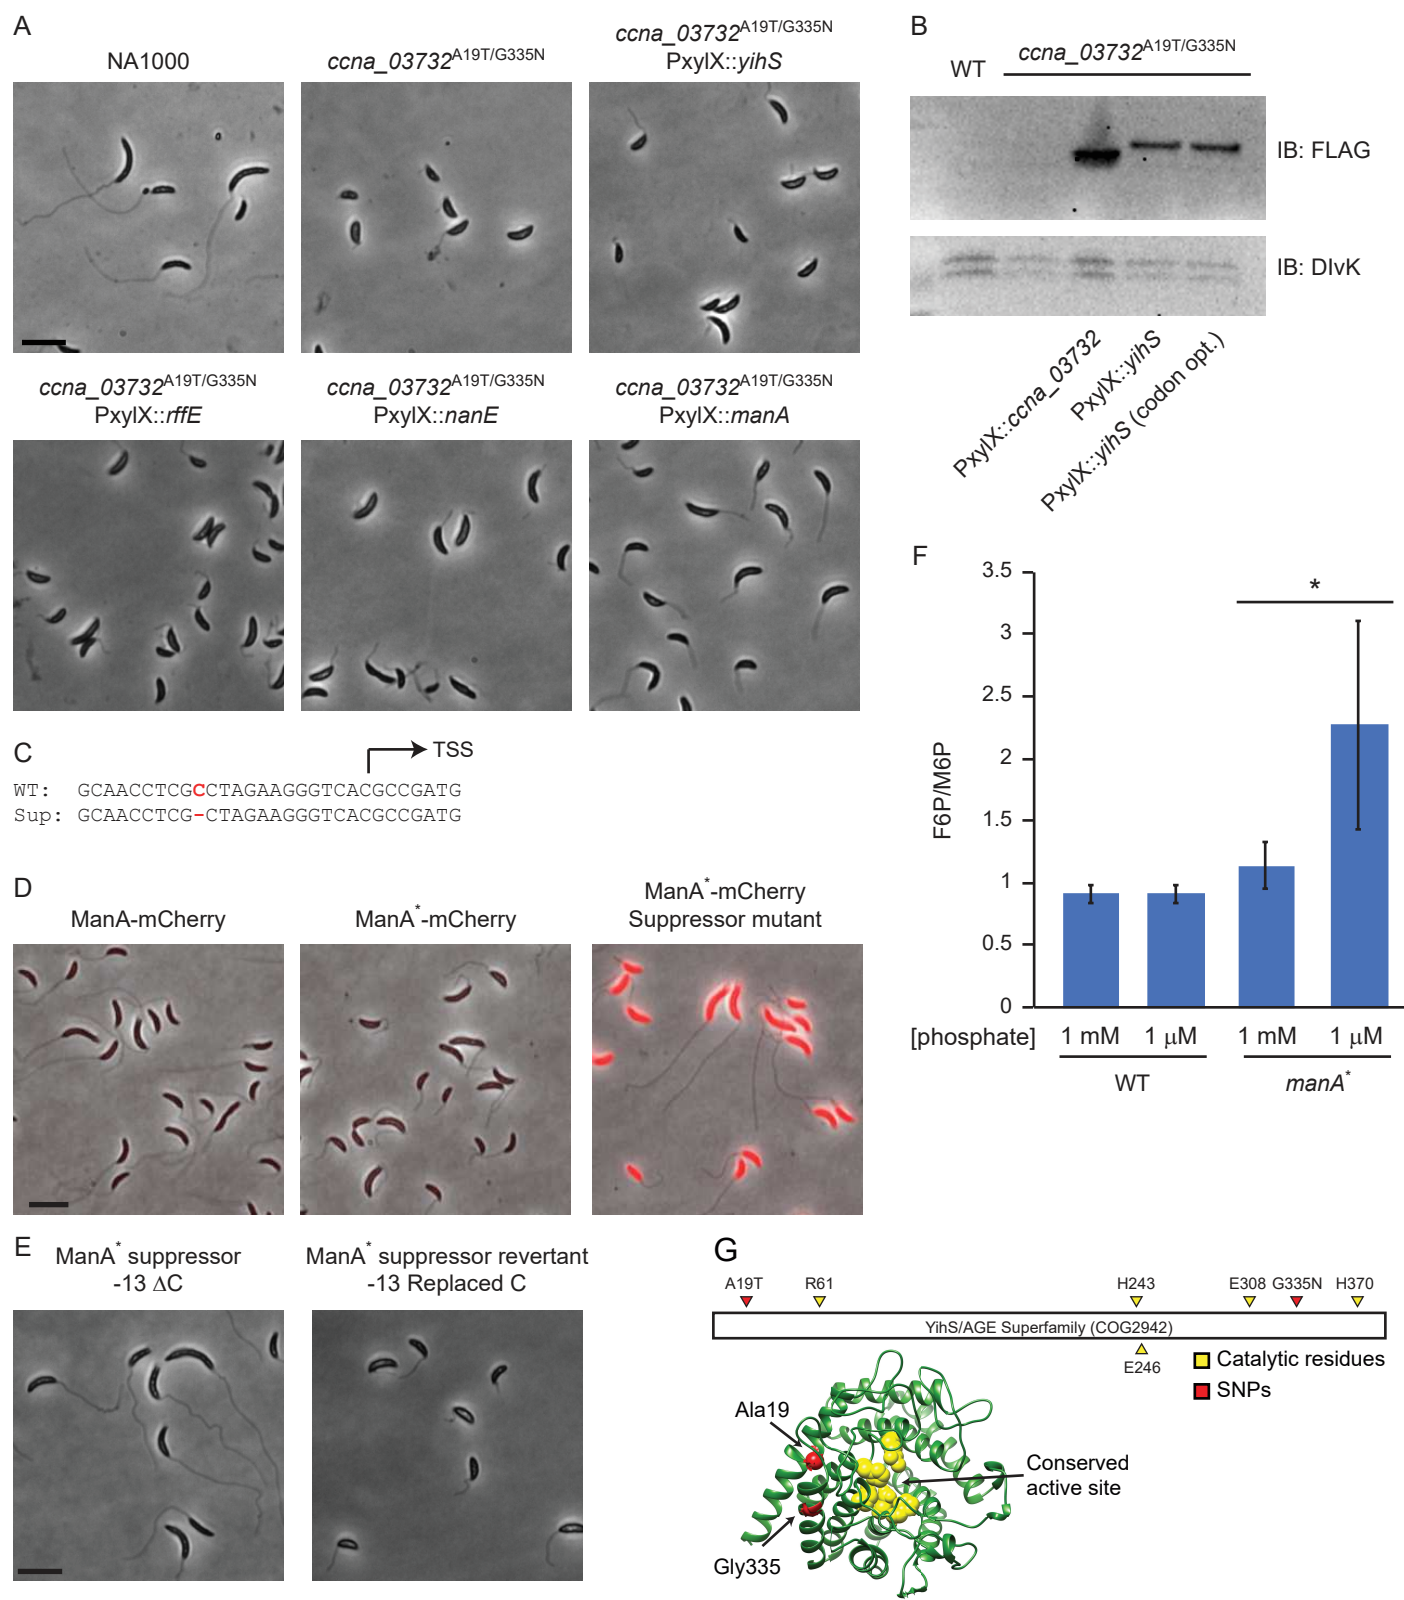 A
NA1000
ccna_03732A19T/G335N
ccna_03732A19T/G335N
PxylX::yihS
ccna_03732A19T/G335N
PxylX::rffE
ccna_03732A19T/G335N
PxylX::nanE
ccna_03732A19T/G335N
PxylX::manA
B
WT
ccna_03732A19T/G335N
IB: FLAG
IB: DIvK
PxylX::ccna_03732
PxylX::yihS
PxylX::yihS (codon opt.)
C
TSS
WT: GCAACCTCGCCTAGAAGGGTCACGCCGATG
Sup: GCAACCTCG-CTAGAAGGGTCACGCCGATG
D
ManA-mCherry
ManA*-mCherry
ManA*-mCherry
Suppressor mutant
E
ManA* suppressor
-13 ΔC
ManA* suppressor revertant
-13 Replaced C
F
*
3.5
3
2.5
2
1.5
1
0.5
0
F6P/M6P
[phosphate] 1 mM 1 μM 1 mM 1 μM
WT manA*
G
A19T R61 H243 E308 G335N H370
YihS/AGE Superfamily (COG2942)
E246
Catalytic residues
SNPs
Ala19
Conserved
active site
Gly335